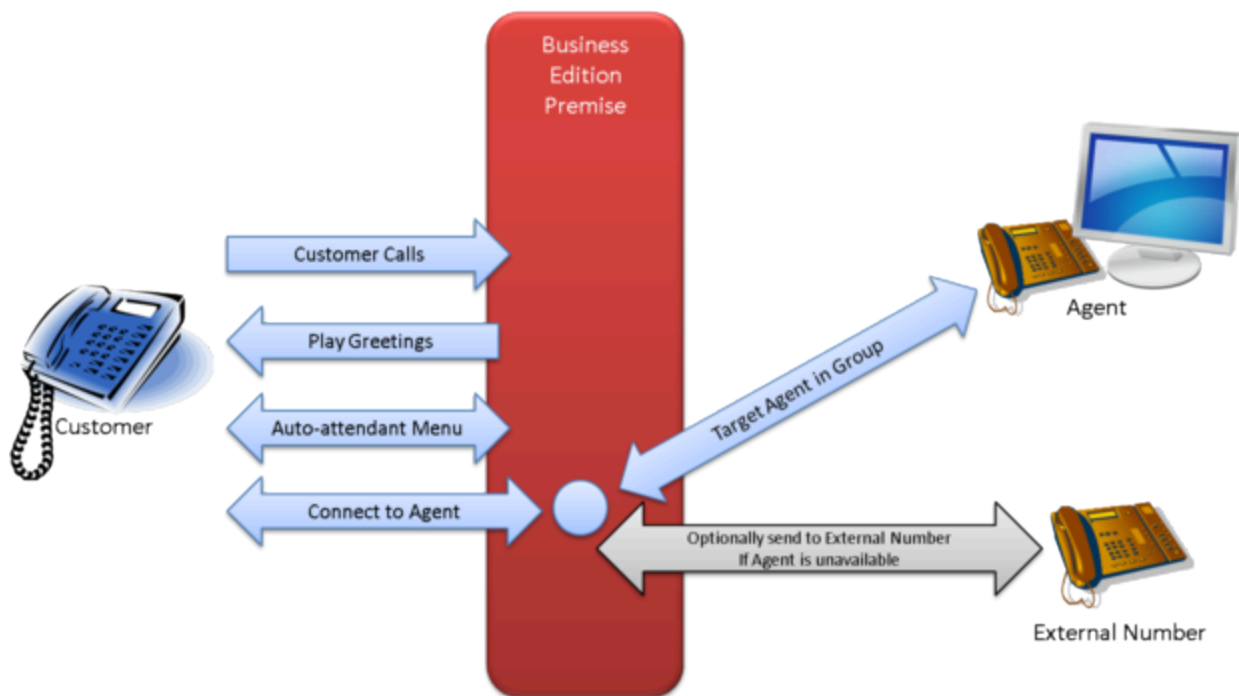 Business
Edition
Premise
Customer Calls
Play Greetings
Auto-attendant Menu
Connect to Agent
Customer
Target Agent in Group
Agent
Optionally send to External Number
If Agent is unavailable
External Number